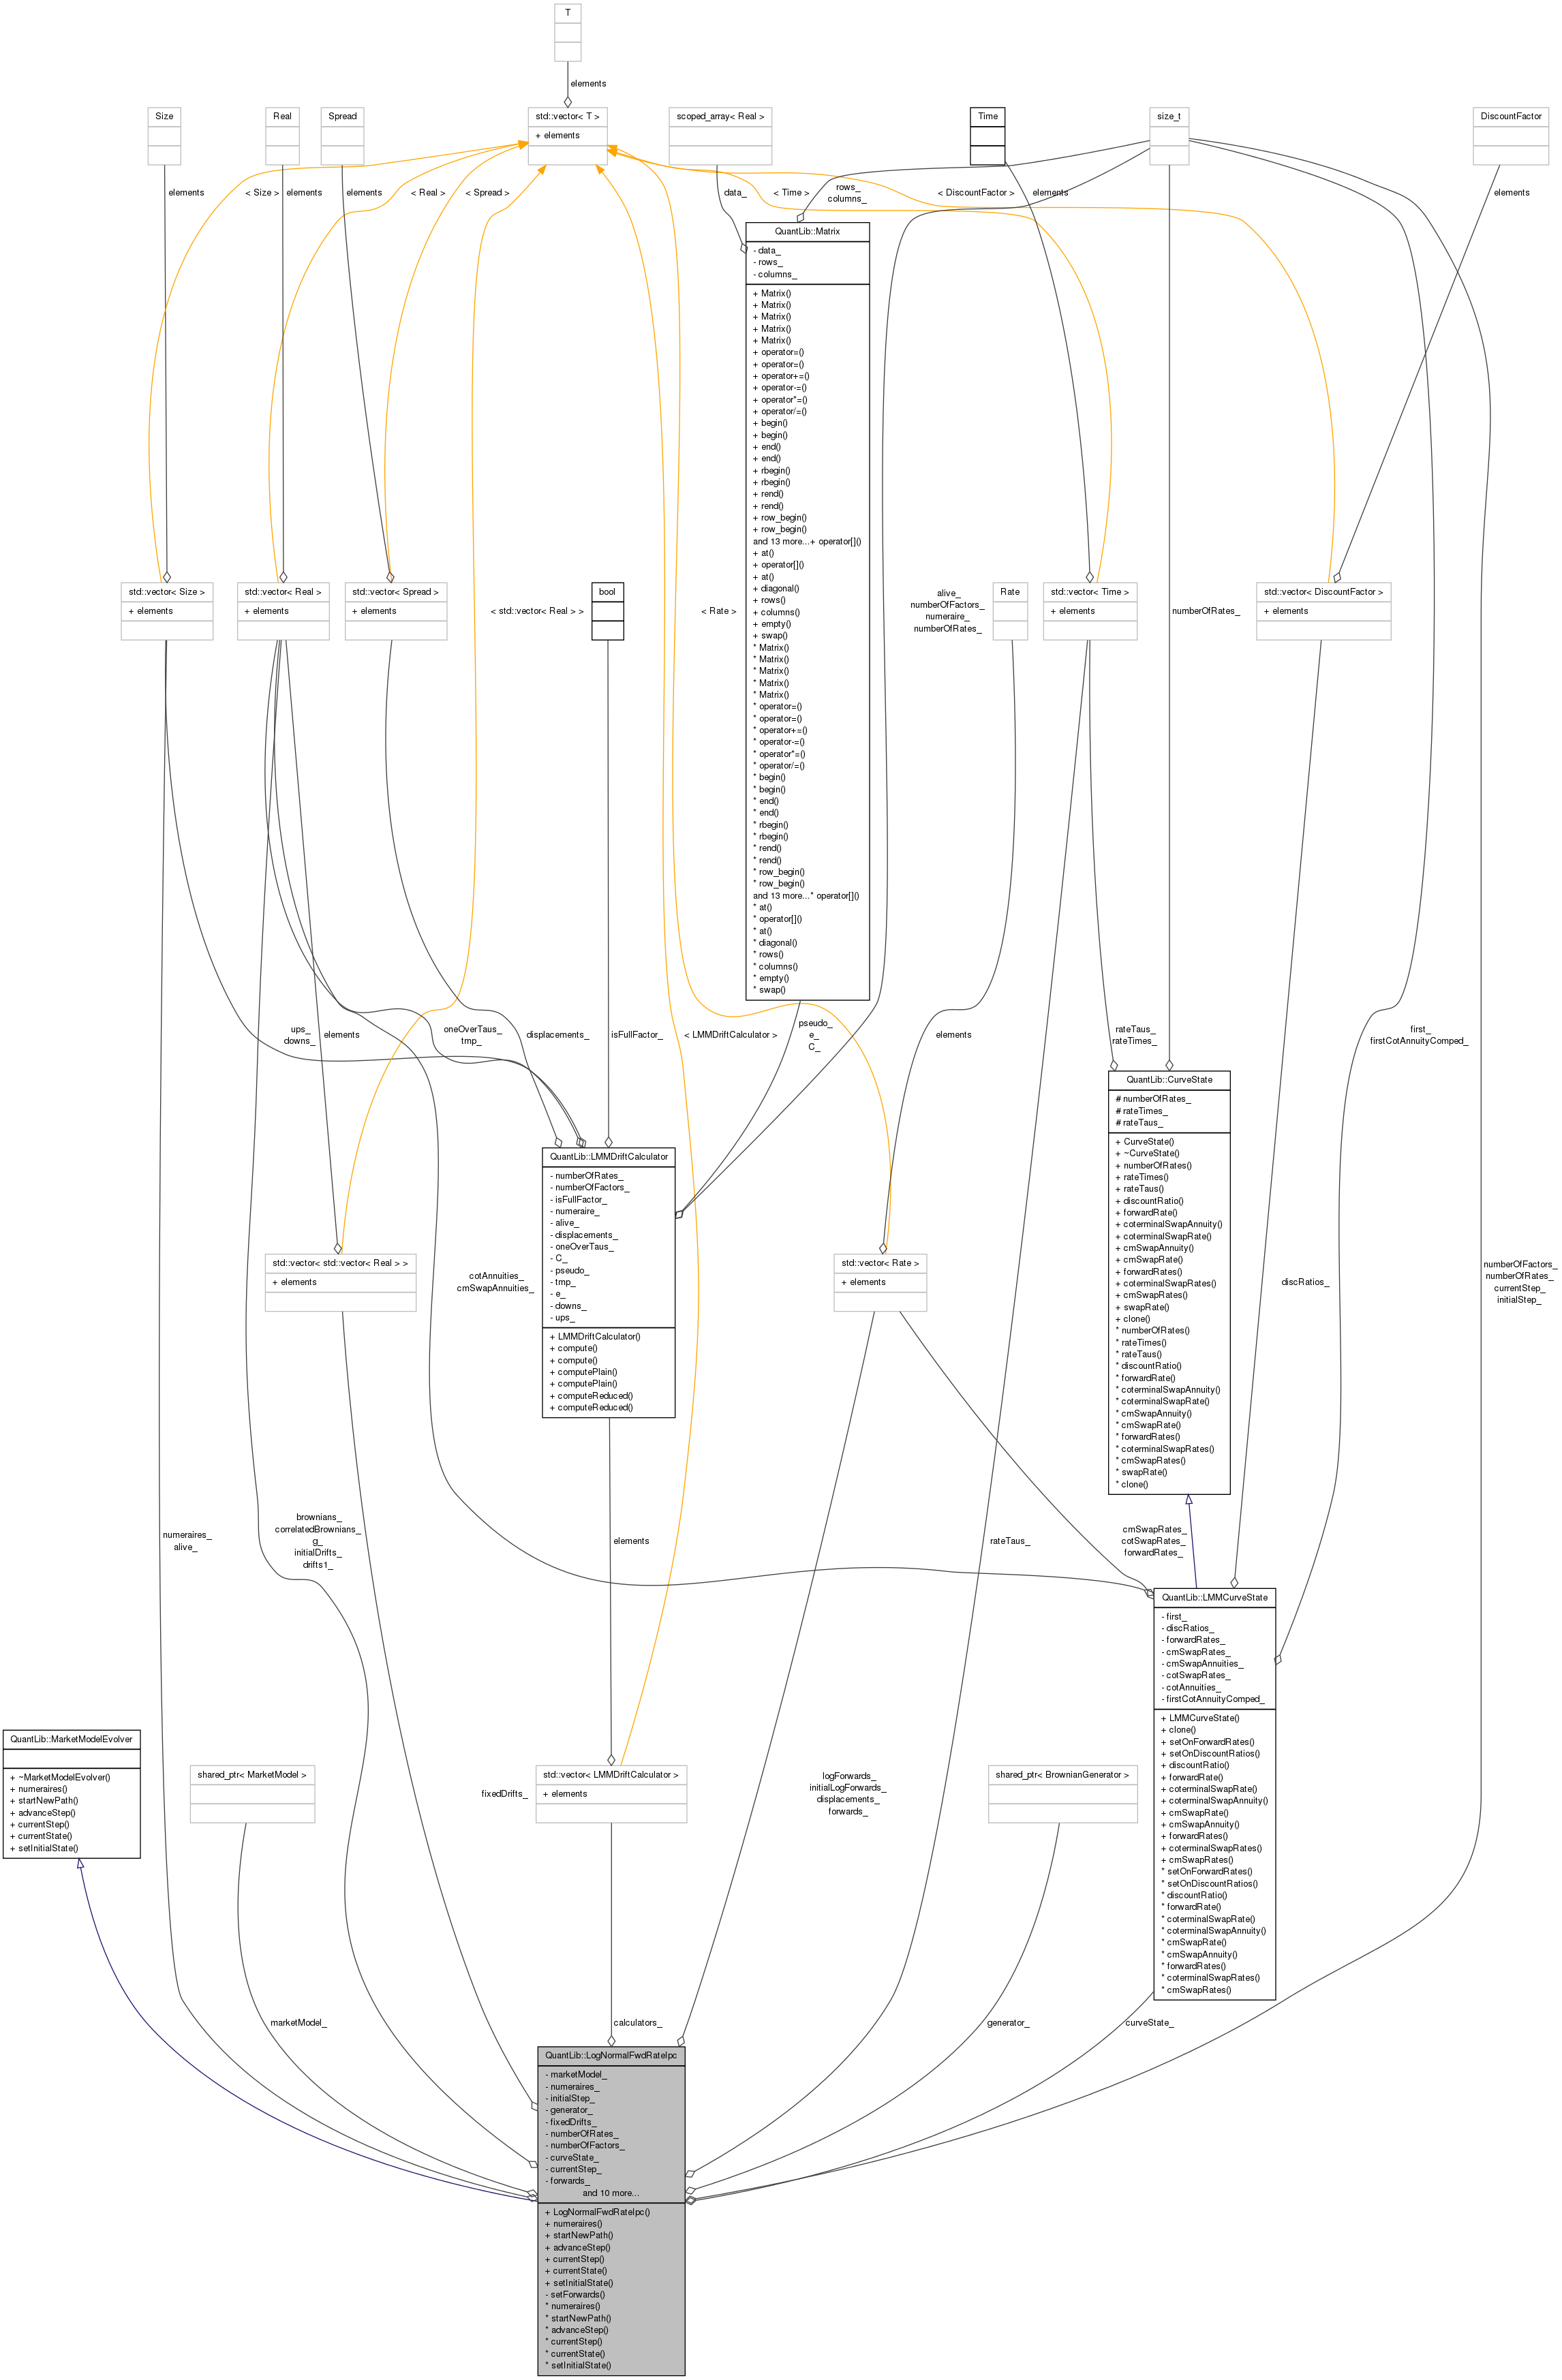 T
elements
Size
Real
Spread
std::vector< T >
+ elements
scoped_array< Real >
Time
size_t
DiscountFactor
elements
< Size >
elements
< Real >
elements
< Spread >
data_
< Time >
rows_
columns_
< DiscountFactor >
elements
elements
QuantLib::Matrix
- data_
- rows_
- columns_
+ Matrix()
+ Matrix()
+ Matrix()
+ Matrix()
+ Matrix()
+ operator=()
+ operator=()
+ operator+=()
+ operator-=()
+ operator*=()
+ operator/=()
+ begin()
+ begin()
+ end()
+ end()
+ rbegin()
+ rbegin()
+ rend()
+ rend()
+ row_begin()
+ row_begin()
and 13 more...+ operator[]()
+ at()
+ operator[]()
+ at()
+ diagonal()
+ rows()
+ columns()
+ empty()
+ swap()
* Matrix()
* Matrix()
* Matrix()
* Matrix()
* Matrix()
* operator=()
* operator=()
* operator+=()
* operator-=()
* operator*=()
* operator/=()
* begin()
* begin()
* end()
* end()
* rbegin()
* rbegin()
* rend()
* rend()
* row_begin()
* row_begin()
and 13 more...* operator[]()
* at()
* operator[]()
* at()
* diagonal()
* rows()
* columns()
* empty()
* swap()
std::vector< Size >
+ elements
std::vector< Real >
+ elements
std::vector< Spread >
+ elements
< std::vector< Real > >
bool
< Rate >
alive_
numberOfFactors_
numeraire_
numberOfRates_
Rate
std::vector< Time >
+ elements
numberOfRates_
std::vector< DiscountFactor >
+ elements
ups_
downs_
elements
oneOverTaus_
tmp_
displacements_
isFullFactor_
< LMMDriftCalculator >
pseudo_
e_
C_
elements
rateTaus_
rateTimes_
first_
firstCotAnnuityComped_
QuantLib::CurveState
# numberOfRates_
# rateTimes_
# rateTaus_
+ CurveState()
+ ~CurveState()
+ numberOfRates()
+ rateTimes()
+ rateTaus()
+ discountRatio()
+ forwardRate()
+ coterminalSwapAnnuity()
+ coterminalSwapRate()
+ cmSwapAnnuity()
+ cmSwapRate()
+ forwardRates()
+ coterminalSwapRates()
+ cmSwapRates()
+ swapRate()
+ clone()
* numberOfRates()
* rateTimes()
* rateTaus()
* discountRatio()
* forwardRate()
* coterminalSwapAnnuity()
* coterminalSwapRate()
* cmSwapAnnuity()
* cmSwapRate()
* forwardRates()
* coterminalSwapRates()
* cmSwapRates()
* swapRate()
* clone()
QuantLib::LMMDriftCalculator
- numberOfRates_
- numberOfFactors_
- isFullFactor_
- numeraire_
- alive_
- displacements_
- oneOverTaus_
- C_
- pseudo_
- tmp_
- e_
- downs_
- ups_
+ LMMDriftCalculator()
+ compute()
+ compute()
+ computePlain()
+ computePlain()
+ computeReduced()
+ computeReduced()
std::vector< std::vector< Real > >
+ elements
cotAnnuities_
cmSwapAnnuities_
std::vector< Rate >
+ elements
discRatios_
numberOfFactors_
numberOfRates_
currentStep_
initialStep_
numeraires_
alive_
brownians_
correlatedBrownians_
g_
initialDrifts_
drifts1_
elements
rateTaus_
cmSwapRates_
cotSwapRates_
forwardRates_
QuantLib::LMMCurveState
- first_
- discRatios_
- forwardRates_
- cmSwapRates_
- cmSwapAnnuities_
- cotSwapRates_
- cotAnnuities_
- firstCotAnnuityComped_
+ LMMCurveState()
+ clone()
+ setOnForwardRates()
+ setOnDiscountRatios()
+ discountRatio()
+ forwardRate()
+ coterminalSwapRate()
+ coterminalSwapAnnuity()
+ cmSwapRate()
+ cmSwapAnnuity()
+ forwardRates()
+ coterminalSwapRates()
+ cmSwapRates()
* setOnForwardRates()
* setOnDiscountRatios()
* discountRatio()
* forwardRate()
* coterminalSwapRate()
* coterminalSwapAnnuity()
* cmSwapRate()
* cmSwapAnnuity()
* forwardRates()
* coterminalSwapRates()
* cmSwapRates()
QuantLib::MarketModelEvolver
+ ~MarketModelEvolver()
+ numeraires()
+ startNewPath()
+ advanceStep()
+ currentStep()
+ currentState()
+ setInitialState()
shared_ptr< MarketModel >
fixedDrifts_
std::vector< LMMDriftCalculator >
+ elements
logForwards_
initialLogForwards_
displacements_
forwards_
shared_ptr< BrownianGenerator >
marketModel_
calculators_
generator_
curveState_
QuantLib::LogNormalFwdRateIpc
- marketModel_
- numeraires_
- initialStep_
- generator_
- fixedDrifts_
- numberOfRates_
- numberOfFactors_
- curveState_
- currentStep_
- forwards_
and 10 more...
+ LogNormalFwdRateIpc()
+ numeraires()
+ startNewPath()
+ advanceStep()
+ currentStep()
+ currentState()
+ setInitialState()
- setForwards()
* numeraires()
* startNewPath()
* advanceStep()
* currentStep()
* currentState()
* setInitialState()